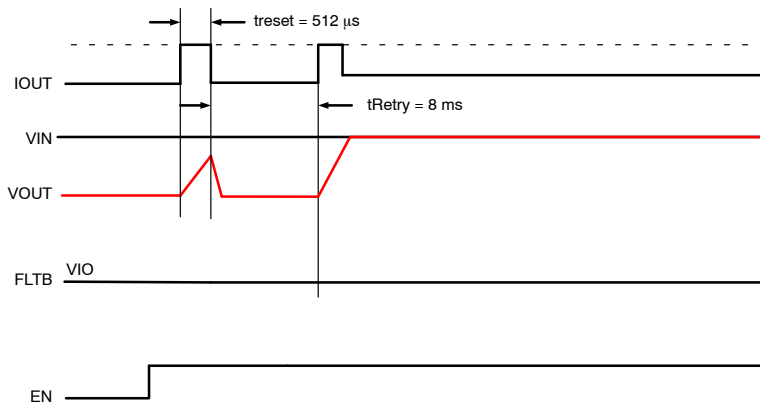 treset = 512 μs
IOUT
tRetry = 8 ms
VIN
VOUT
VIO
FLTB
EN